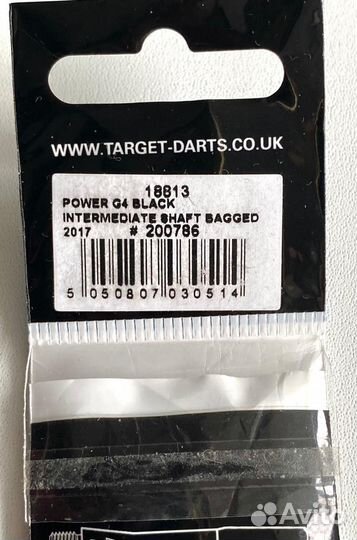 WWW.TARGET-DARTS.CO.UK
18813
POWER G4 BLACK
INTERMEDIATE SHAFT BAGGED
2017 # 200786
5 050807 030514
Avito